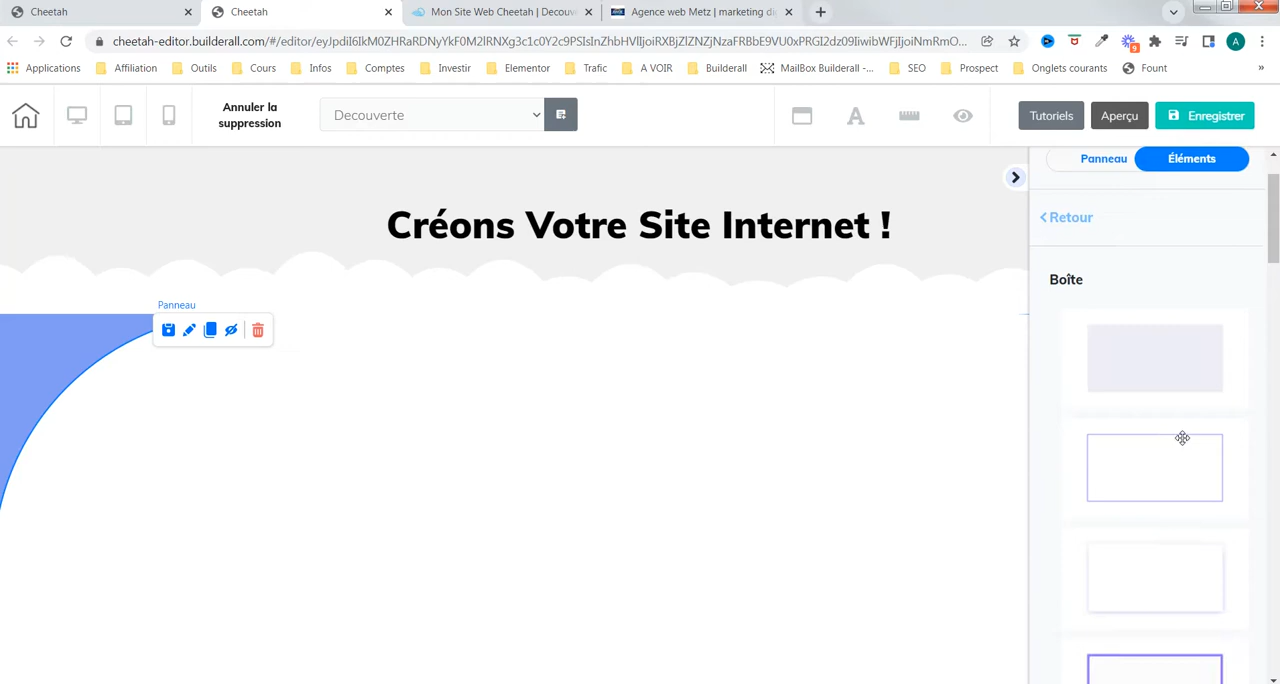 Cheetah
Cheetah
Mon Site Web Cheetah | Decouv
Agence web Metz | marketing di
cheetah-editor.builderall.com/#/editor/eyJpdiI6IkM0ZHRaRDNyYkF0M2lRNXg3c1c0Y2c9PSIsInZhbHVlIjoiRXBjZlZNZjNzaFRBbE9VU0xPRGI2dz09IiwibWFjIjoiNmRmO...
9
A
Applications
Affiliation
Outils
Cours
Infos
Comptes
Investir
Elementor
Trafic
A VOIR
Builderall
MailBox Builderall -...
SEO
Prospect
Onglets courants
Fount
»
Annuler la
suppression
Decouverte
Tutoriels
Aperçu
Enregistrer
Panneau
Éléments
Créons Votre Site Internet !
Retour
Boîte
Panneau